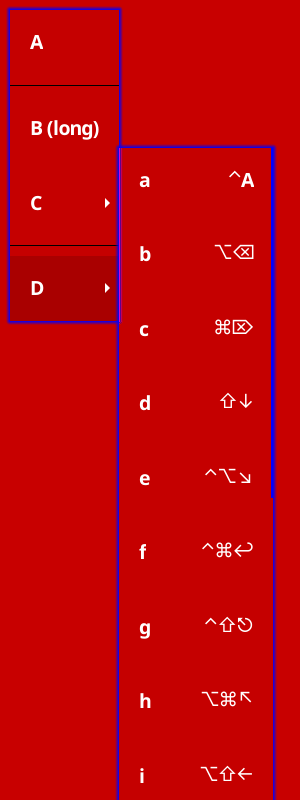 A
B (long)
C
D
a ^A
b ⌥⌫
c ⌘⌦
d ⇧↓
e ^⌥↘
f ^⌘↩
g ^⇧⎋
h ⌥⌘↖
i ⌥⇧←